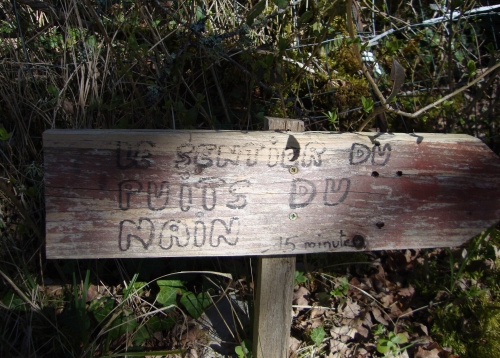 LE SENTIER DU
PUITS DU
NAIN 15 minutes